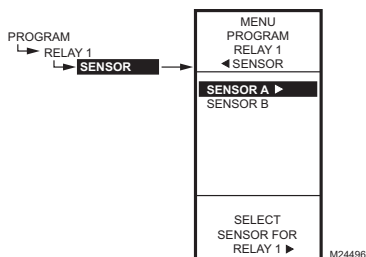 PROGRAM
RELAY 1
SENSOR
MENU
PROGRAM
RELAY 1
◀ SENSOR
SENSOR A ▶
SENSOR B
SELECT
SENSOR FOR
RELAY 1 ▶
M24496